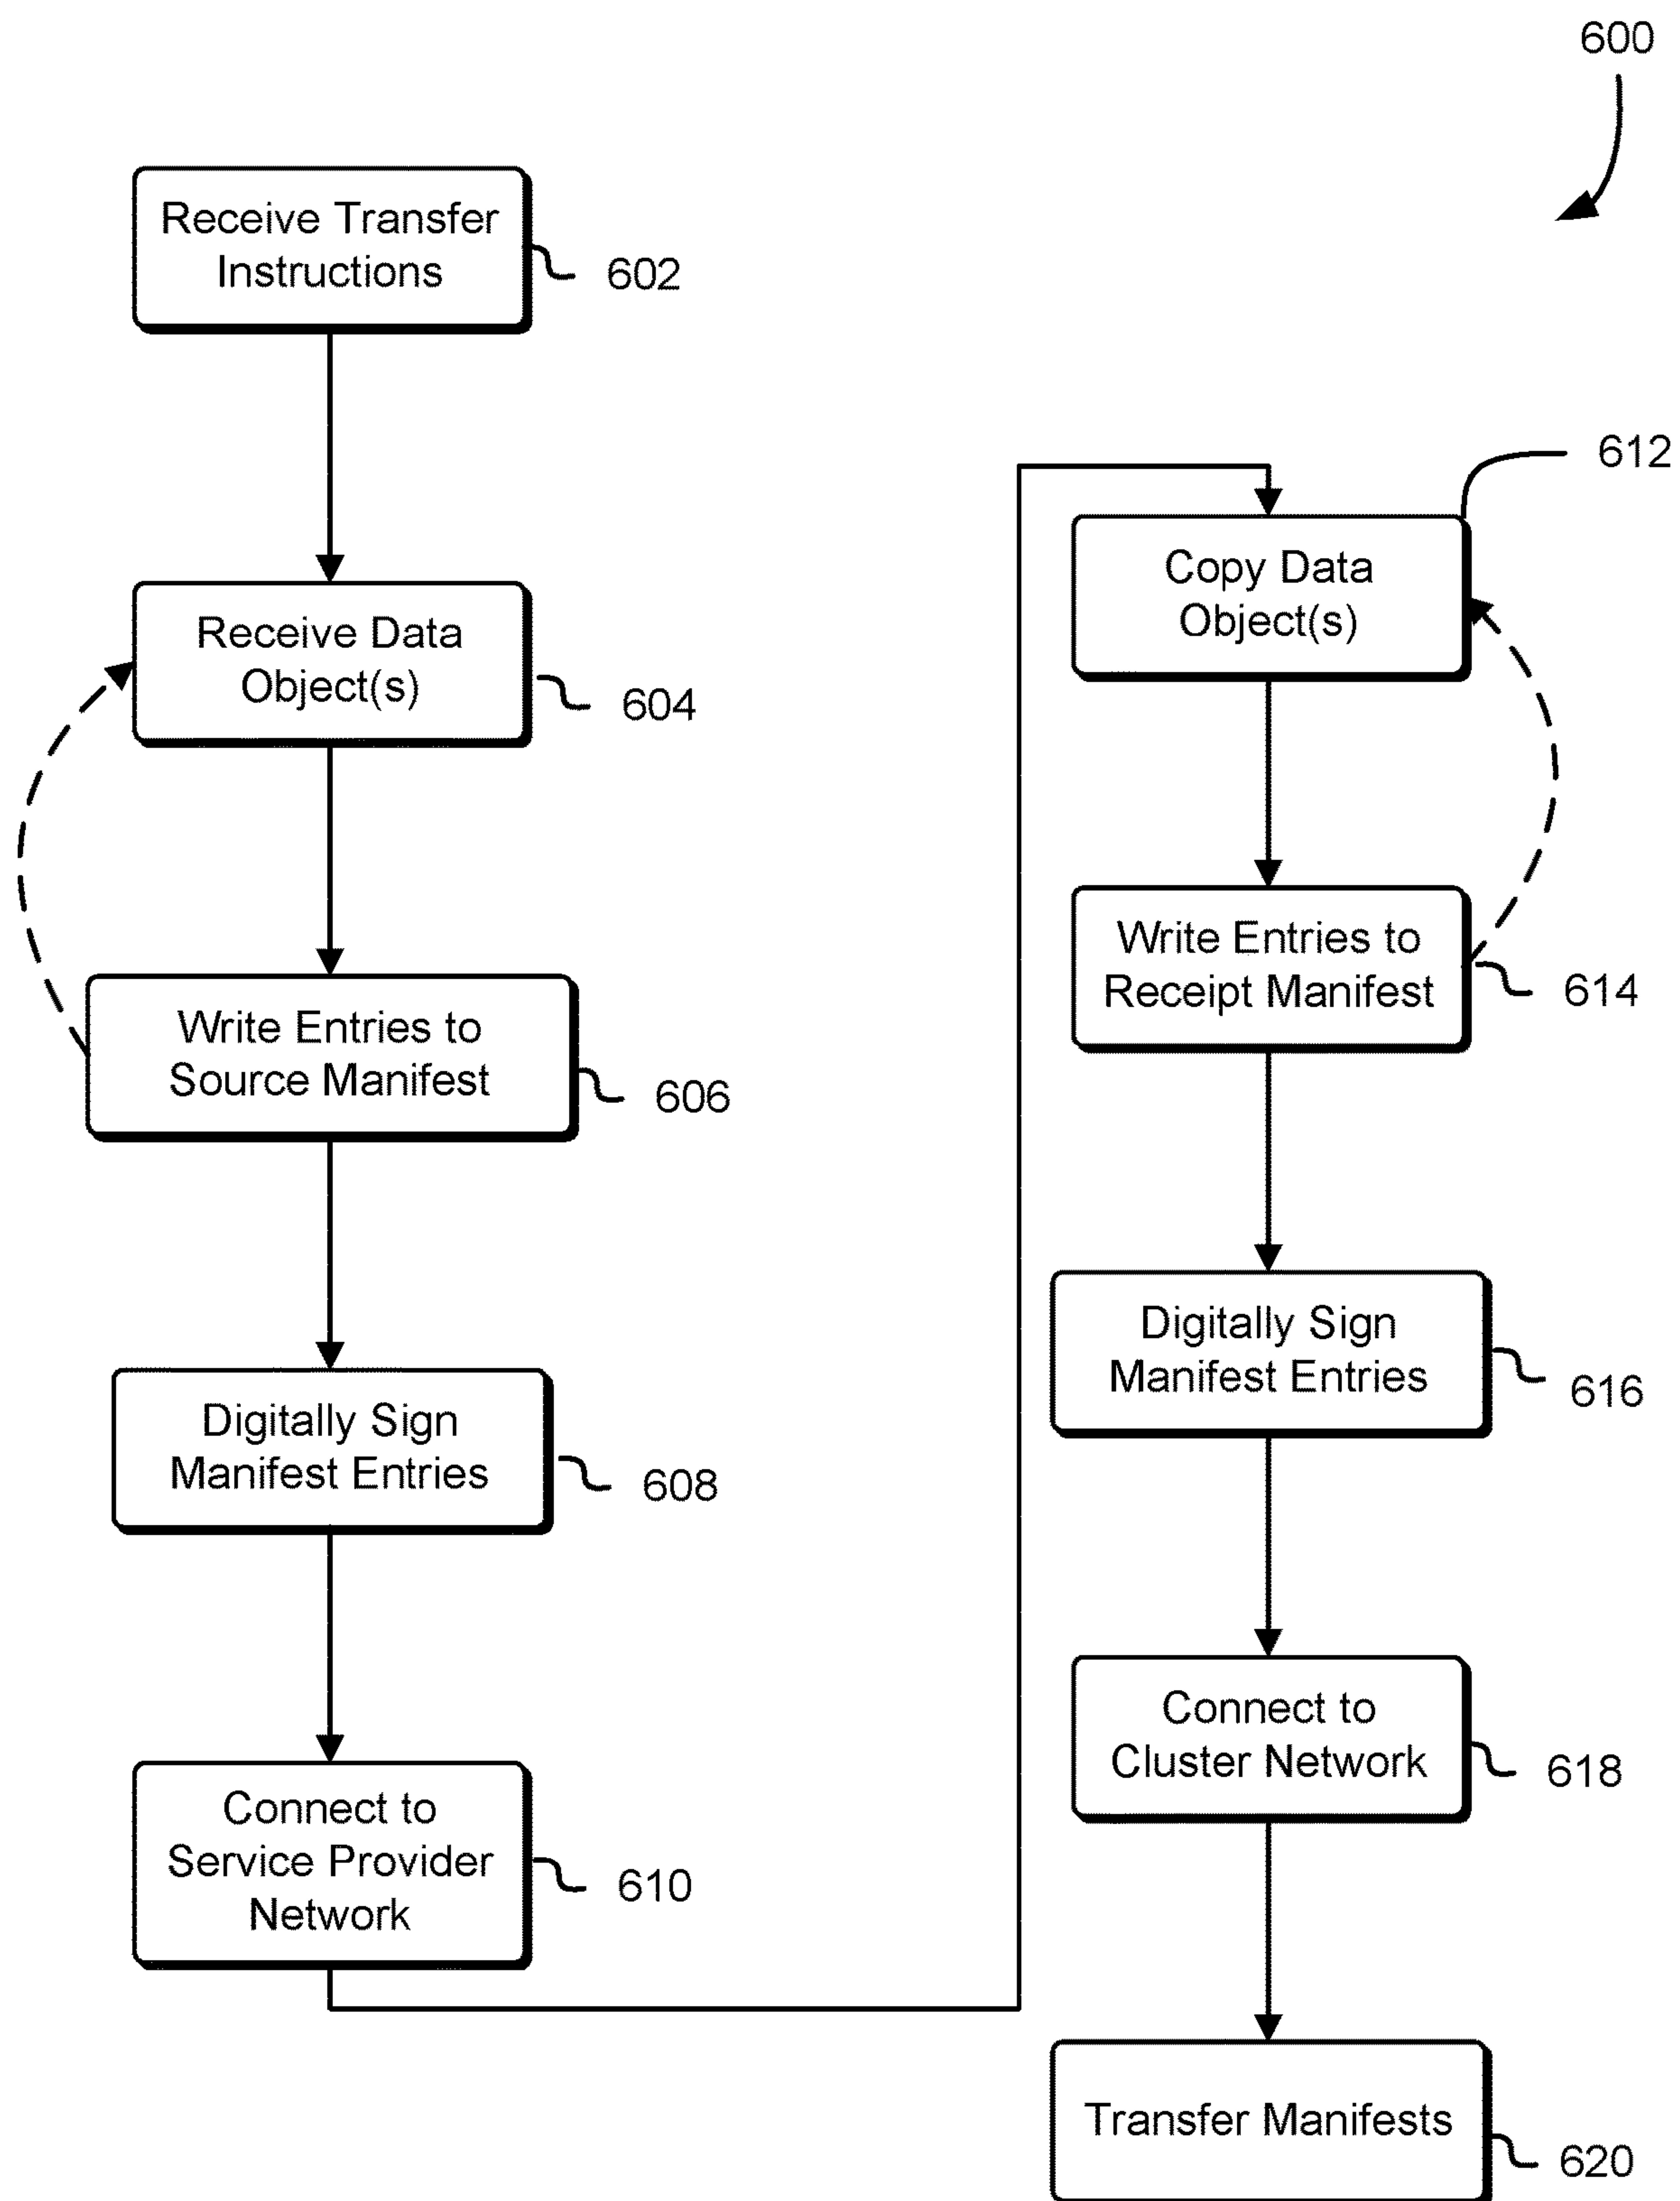 600
Receive Transfer
Instructions
602
Receive Data
Object(s)
604
Write Entries to
Source Manifest
606
Digitally Sign
Manifest Entries
608
Connect to
Service Provider
Network
610
612
Copy Data
Object(s)
Write Entries to
Receipt Manifest
614
Digitally Sign
Manifest Entries
616
Connect to
Cluster Network
618
Transfer Manifests
620